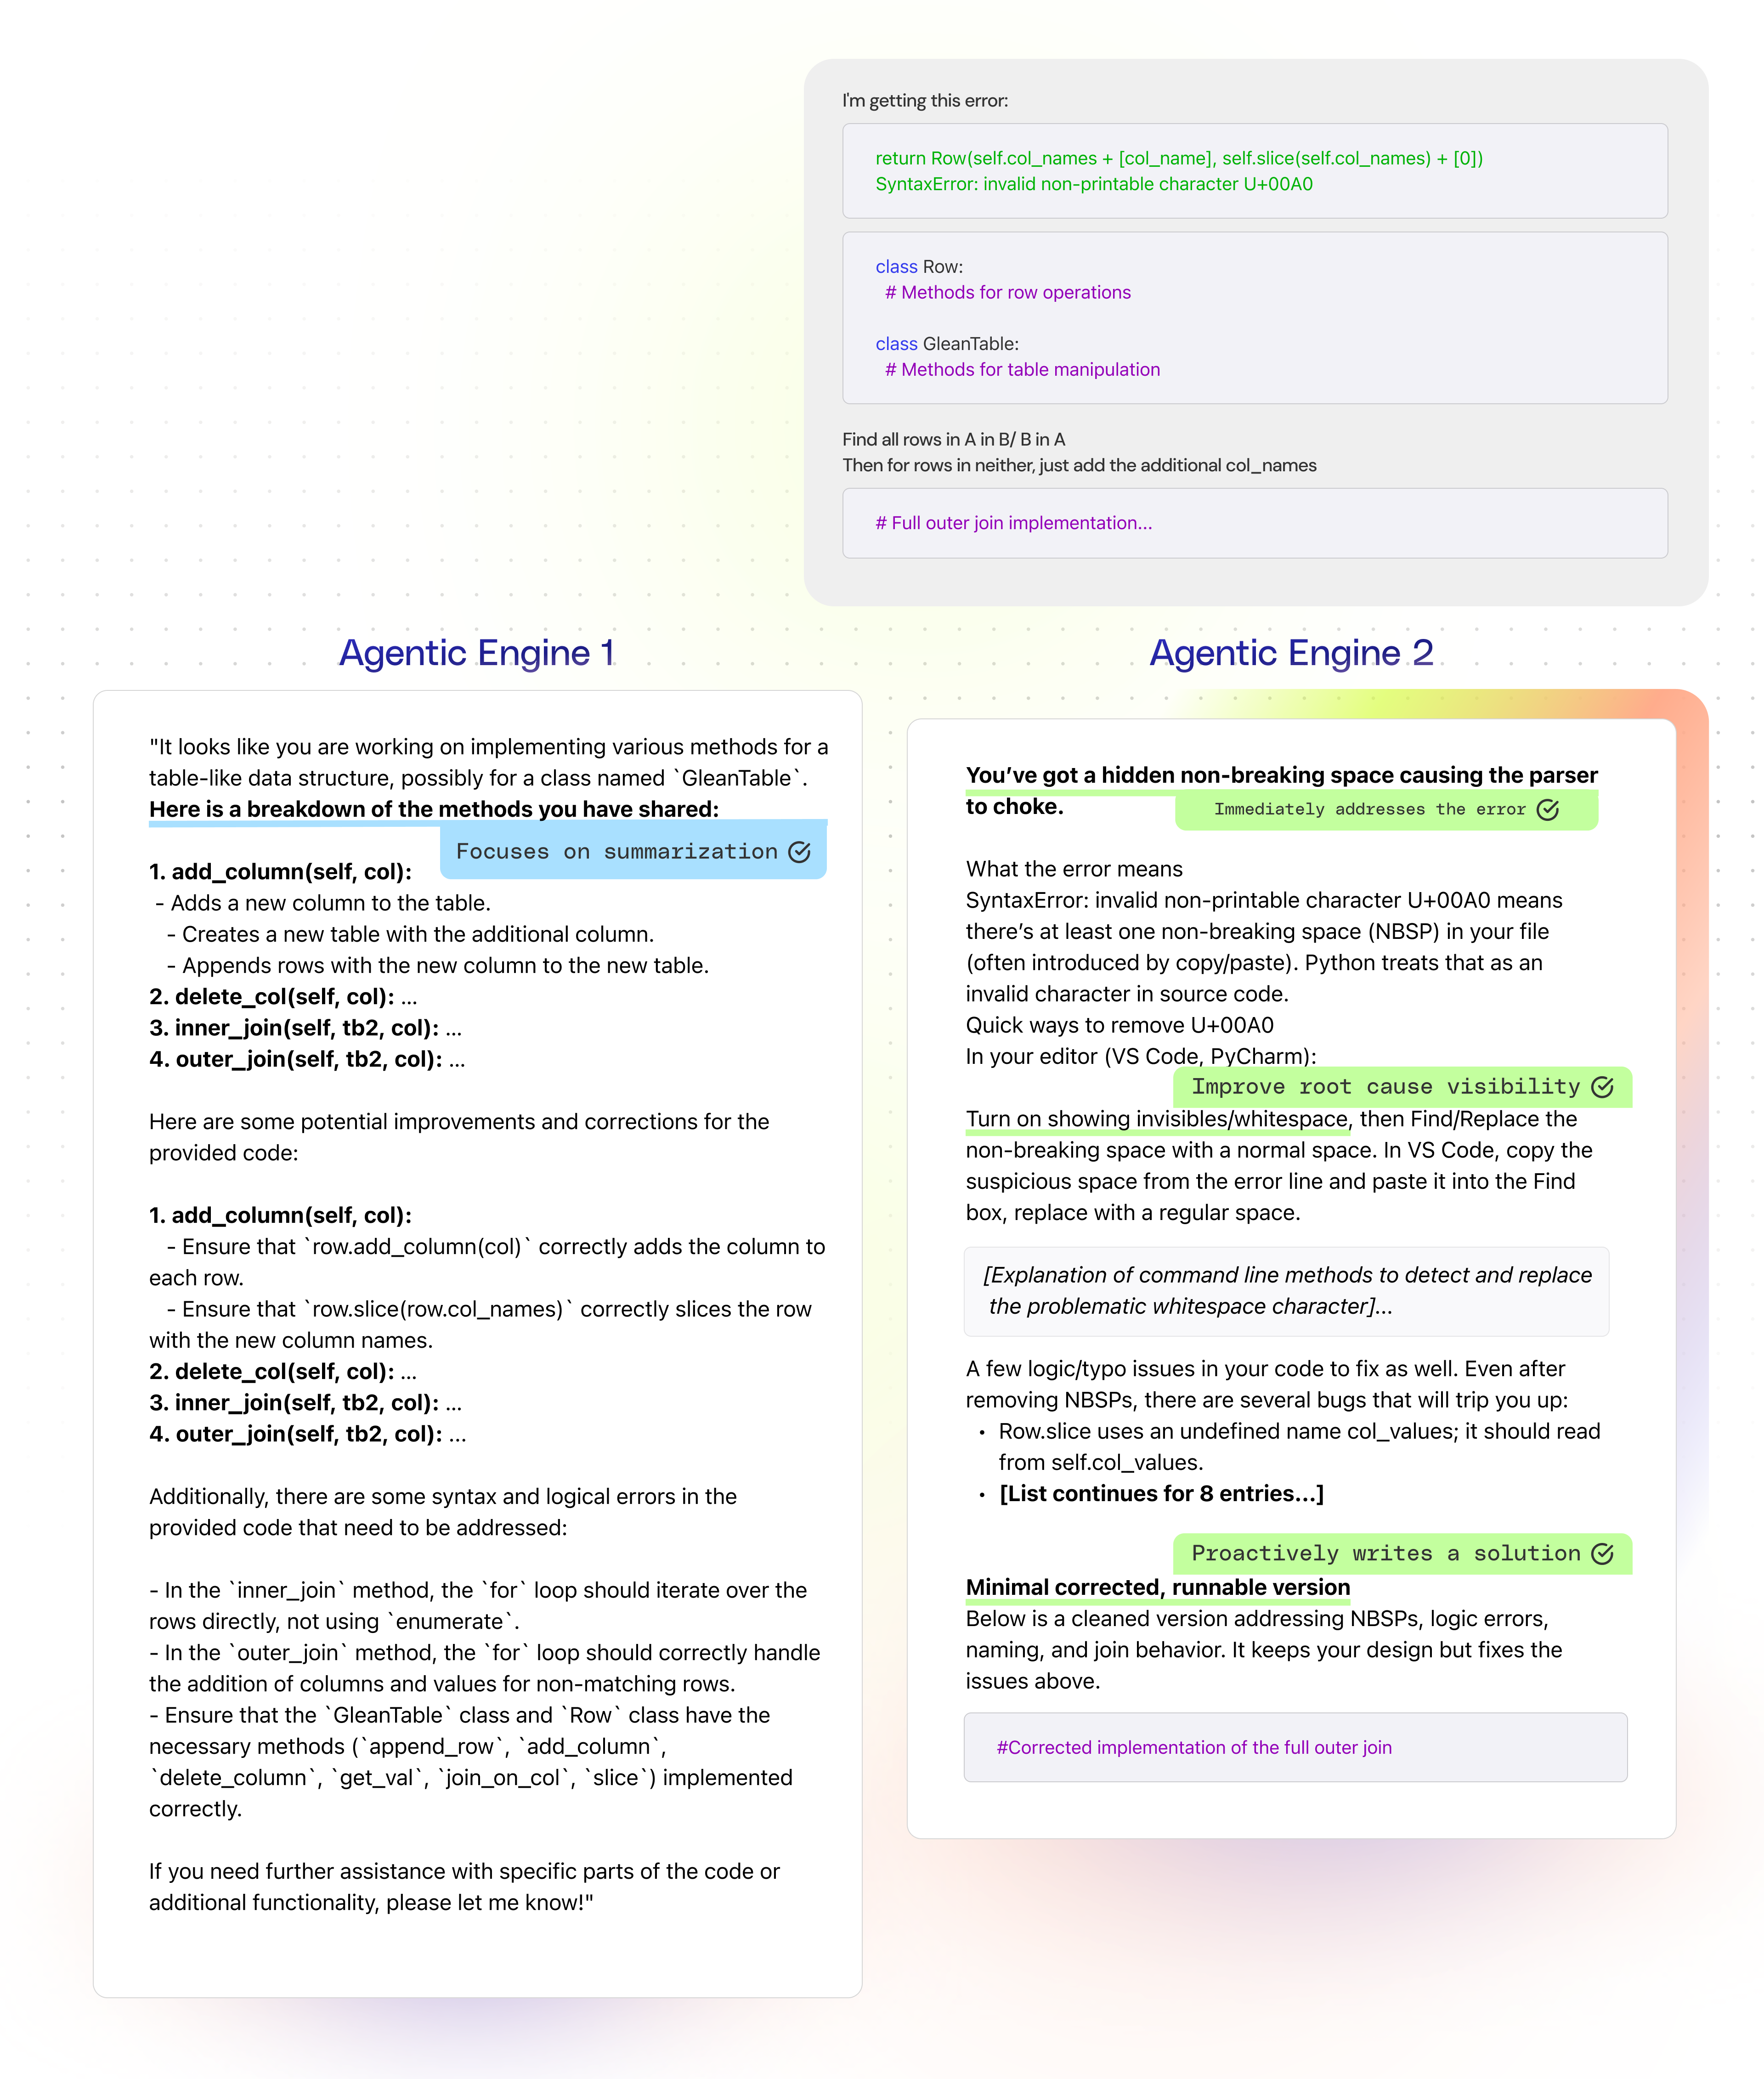 I'm getting this error:
return Row(self.col_names + [col_name], self.slice(self.col_names) + [0])
SyntaxError: invalid non-printable character U+00A0
class Row:
# Methods for row operations
class GleanTable:
# Methods for table manipulation
Find all rows in A in B/ B in A
Then for rows in neither, just add the additional col_names
# Full outer join implementation...
Agentic Engine 1
"It looks like you are working on implementing various methods for a
table-like data structure, possibly for a class named `GleanTable`.
Here is a breakdown of the methods you have shared:
Focuses on summarization
1. add_column(self, col):
- Adds a new column to the table.
- Creates a new table with the additional column.
- Appends rows with the new column to the new table.
2. delete_col(self, col): ...
3. inner_join(self, tb2, col): ...
4. outer_join(self, tb2, col): ...
Here are some potential improvements and corrections for the
provided code:
1. add_column(self, col):
- Ensure that `row.add_column(col)` correctly adds the column to
each row.
- Ensure that `row.slice(row.col_names)` correctly slices the row
with the new column names.
2. delete_col(self, col): ...
3. inner_join(self, tb2, col): ...
4. outer_join(self, tb2, col): ...
Additionally, there are some syntax and logical errors in the
provided code that need to be addressed:
- In the `inner_join` method, the `for` loop should iterate over the
rows directly, not using `enumerate`.
- In the `outer_join` method, the `for` loop should correctly handle
the addition of columns and values for non-matching rows.
- Ensure that the `GleanTable` class and `Row` class have the
necessary methods (`append_row`, `add_column`,
`delete_column`, `get_val`, `join_on_col`, `slice`) implemented
correctly.
If you need further assistance with specific parts of the code or
additional functionality, please let me know!"
Agentic Engine 2
You’ve got a hidden non-breaking space causing the parser
to choke.
Immediately addresses the error
What the error means
SyntaxError: invalid non-printable character U+00A0 means
there’s at least one non-breaking space (NBSP) in your file
(often introduced by copy/paste). Python treats that as an
invalid character in source code.
Quick ways to remove U+00A0
In your editor (VS Code, PyCharm):
Improve root cause visibility
Turn on showing invisibles/whitespace, then Find/Replace the
non-breaking space with a normal space. In VS Code, copy the
suspicious space from the error line and paste it into the Find
box, replace with a regular space.
[Explanation of command line methods to detect and replace
the problematic whitespace character]...
A few logic/typo issues in your code to fix as well. Even after
removing NBSPs, there are several bugs that will trip you up:
• Row.slice uses an undefined name col_values; it should read
from self.col_values.
• [List continues for 8 entries...]
Proactively writes a solution
Minimal corrected, runnable version
Below is a cleaned version addressing NBSPs, logic errors,
naming, and join behavior. It keeps your design but fixes the
issues above.
#Corrected implementation of the full outer join